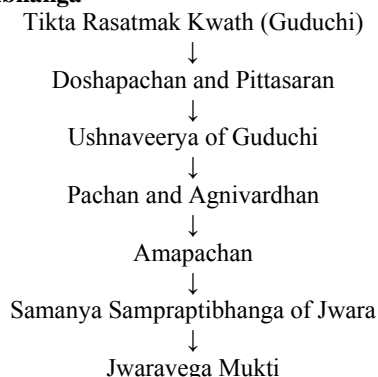 Tikta Rasatmak Kwath (Guduchi)
↓
Doshapachan and Pittasaran
↓
Ushnaveerya of Guduchi
↓
Pachan and Agnivardhan
↓
Amapachan
↓
Samanya Sampraptibhanga of Jwara
↓
Jwaravega Mukti